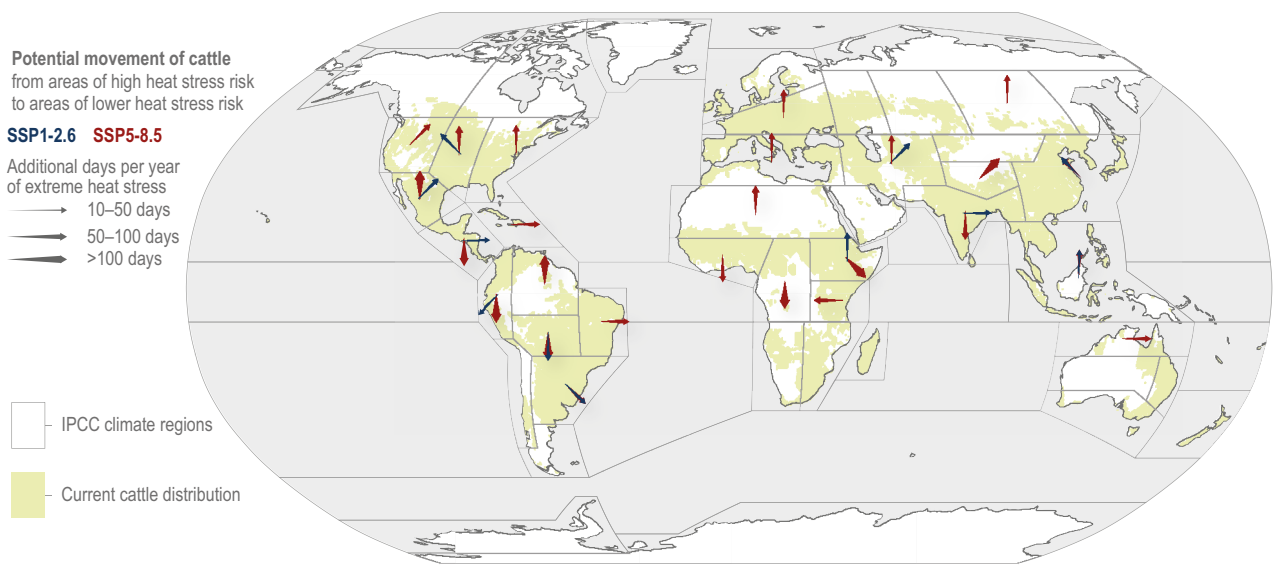 Potential movement of cattle
from areas of high heat stress risk
to areas of lower heat stress risk
SSP1-2.6 SSP5-8.5
Additional days per year
of extreme heat stress
10–50 days
50–100 days
>100 days
IPCC climate regions
Current cattle distribution